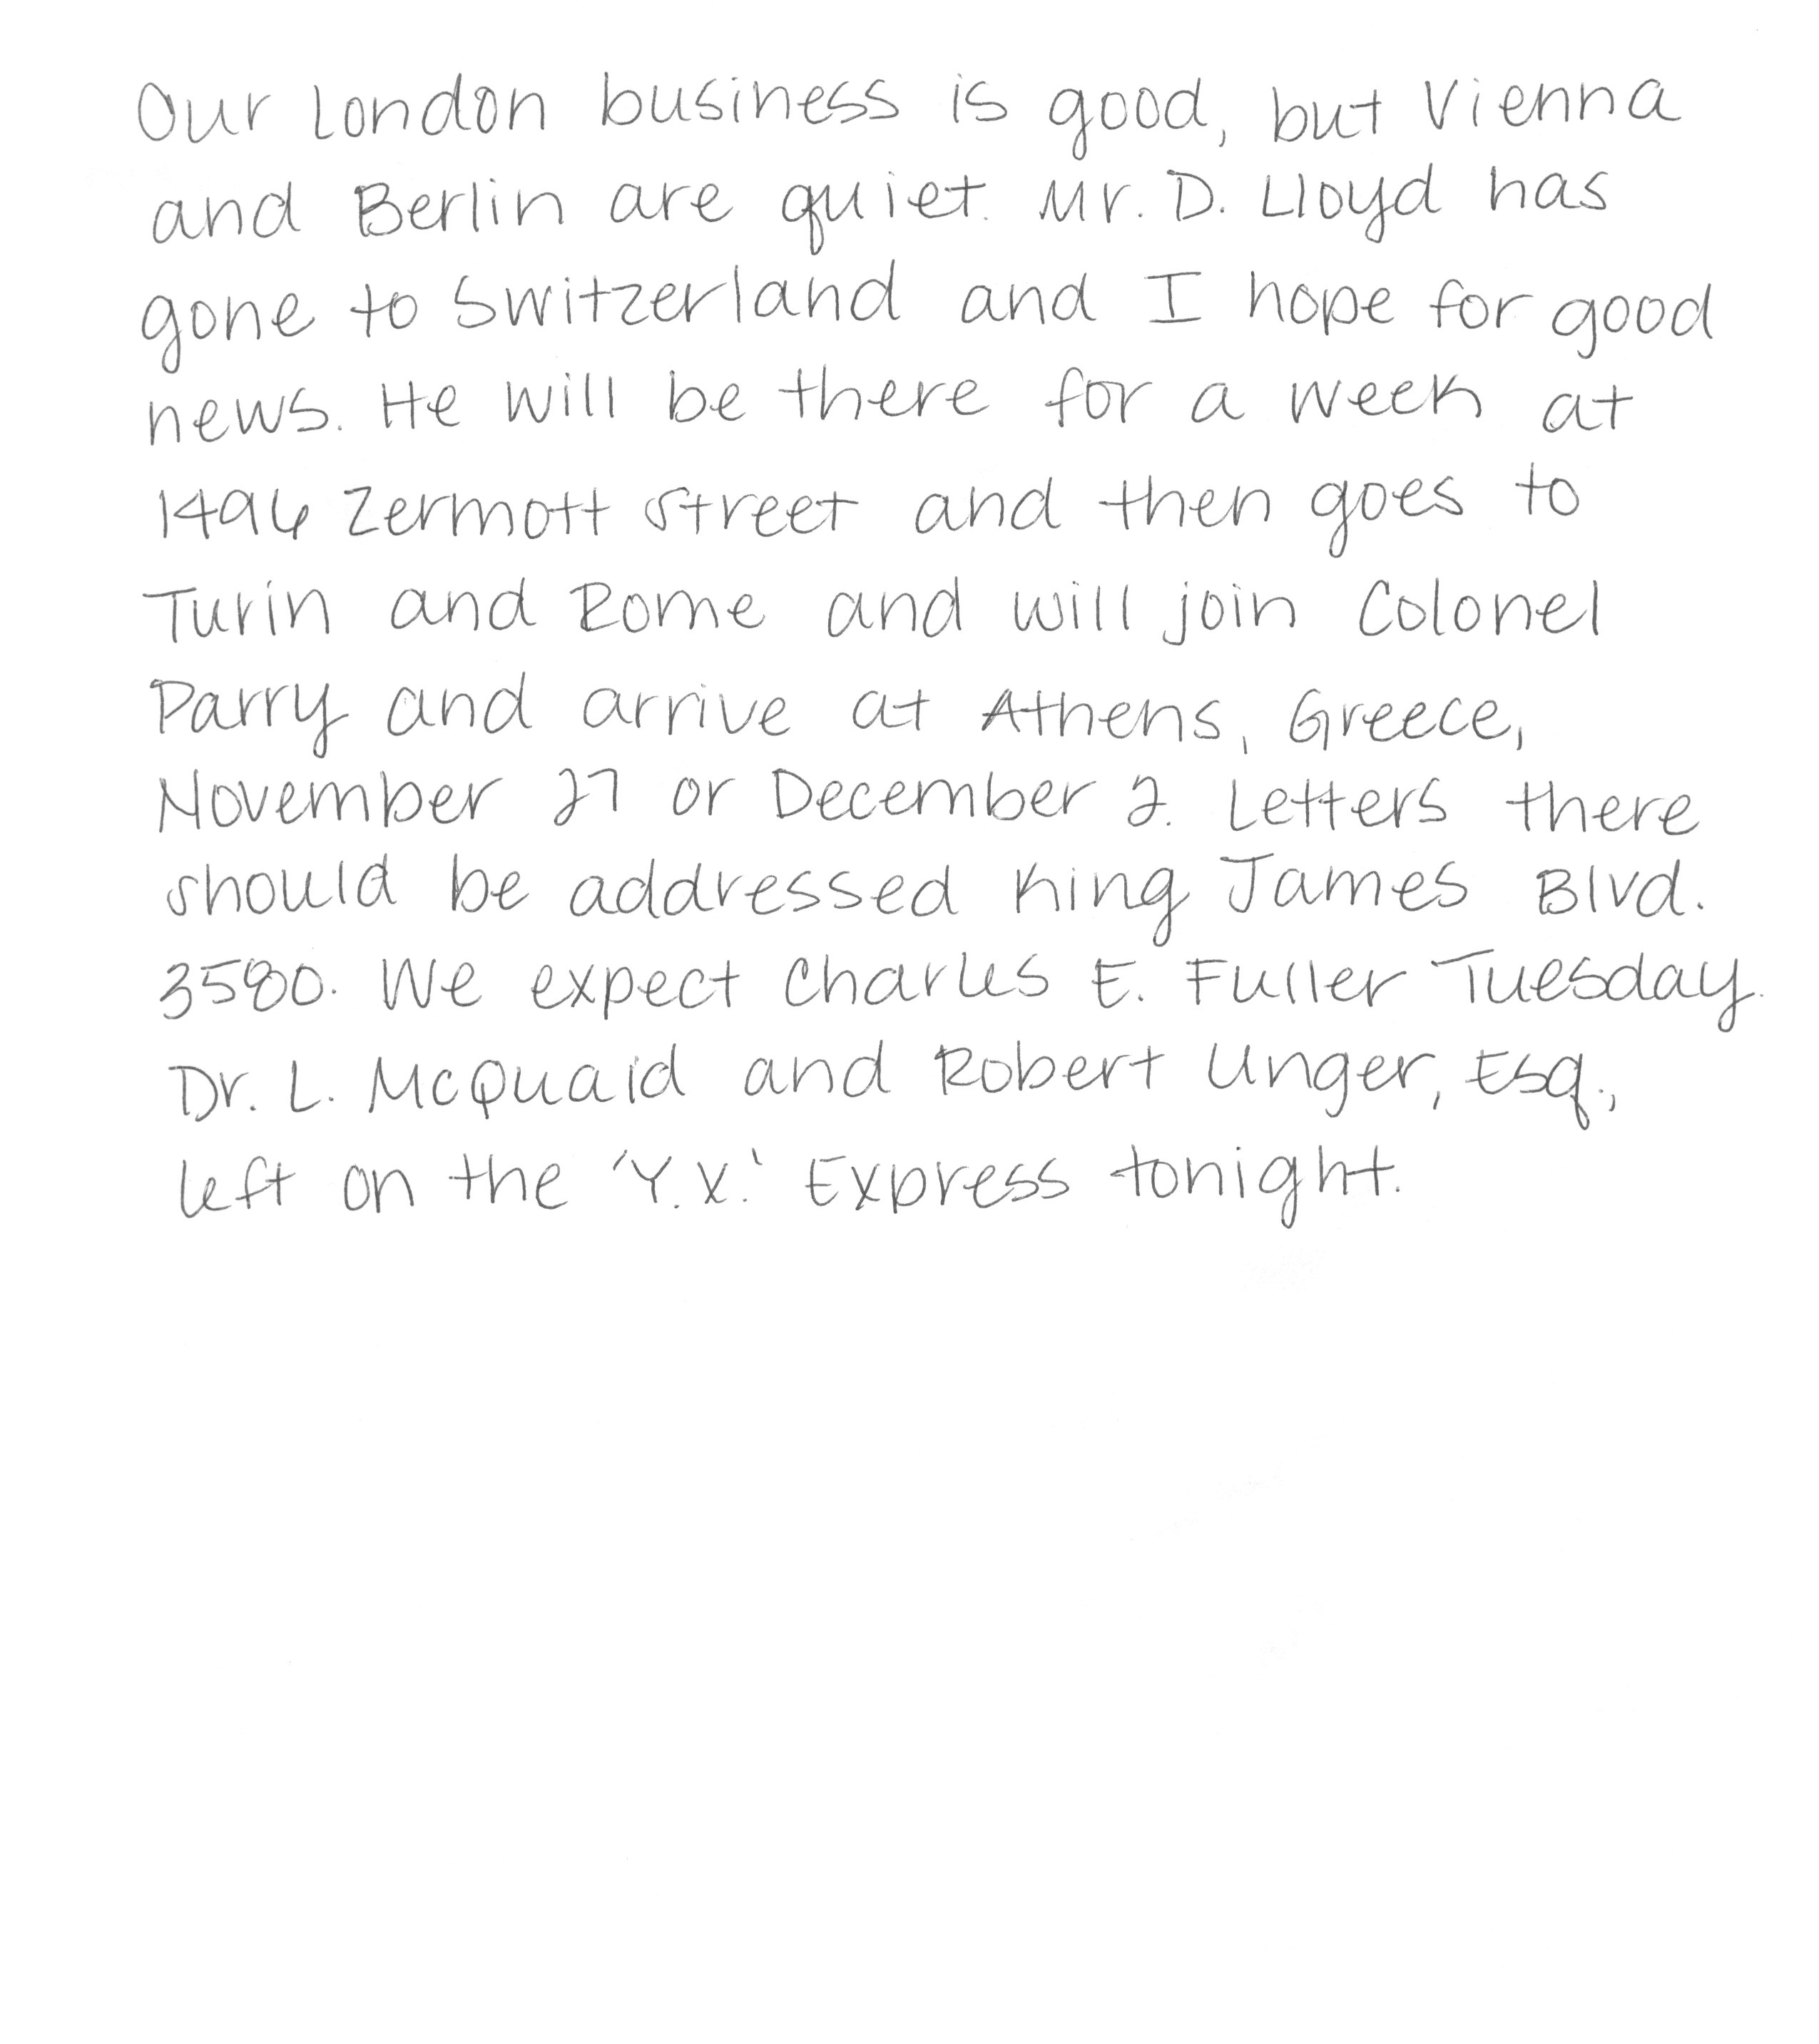 Our London business is good, but Vienna
and Berlin are quiet. Mr. D. Lloyd has
gone to Switzerland and I hope for good
news. He will be there for a week at
1496 Zermott Street and then goes to
Turin and Rome and will join Colonel
Parry and arrive at Athens, Greece,
November 27 or December 2. Letters there
should be addressed King James Blvd.
3580. We expect Charles E. Fuller Tuesday.
Dr. L. McQuaid and Robert Unger, Esq.,
left on the 'Y.X.' Express tonight.